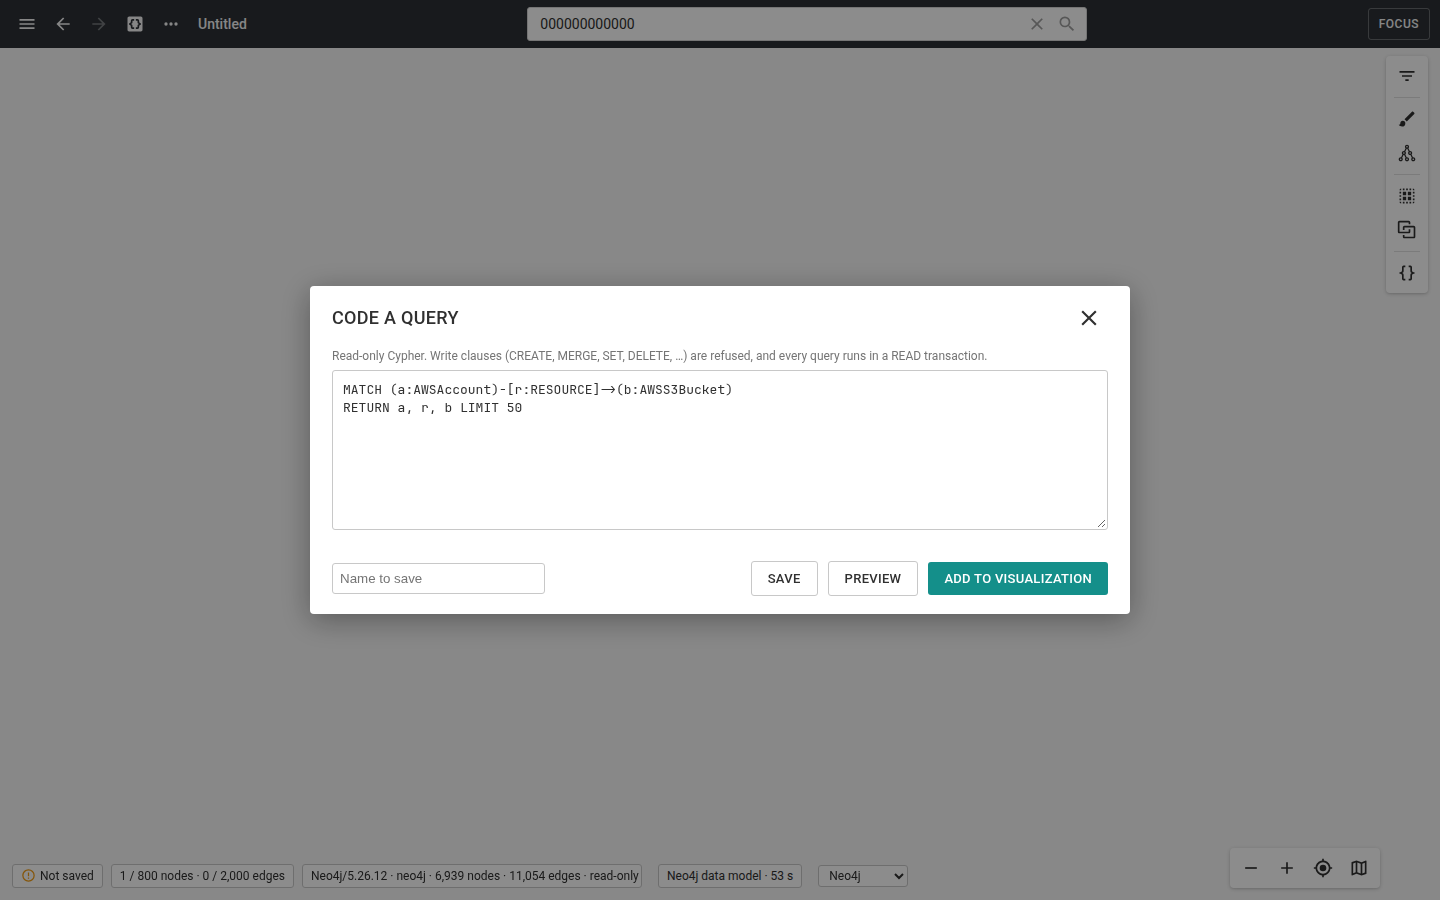 Untitled
000000000000
FOCUS
CODE A QUERY
Read-only Cypher. Write clauses (CREATE, MERGE, SET, DELETE, …) are refused, and every query runs in a READ transaction.
MATCH (a:AWSAccount)-[r:RESOURCE]->(b:AWSS3Bucket)
RETURN a, r, b LIMIT 50
Name to save
SAVE
PREVIEW
ADD TO VISUALIZATION
Not saved
1 / 800 nodes · 0 / 2,000 edges
Neo4j/5.26.12 · neo4j · 6,939 nodes · 11,054 edges · read-only
Neo4j data model · 53 s
Neo4j